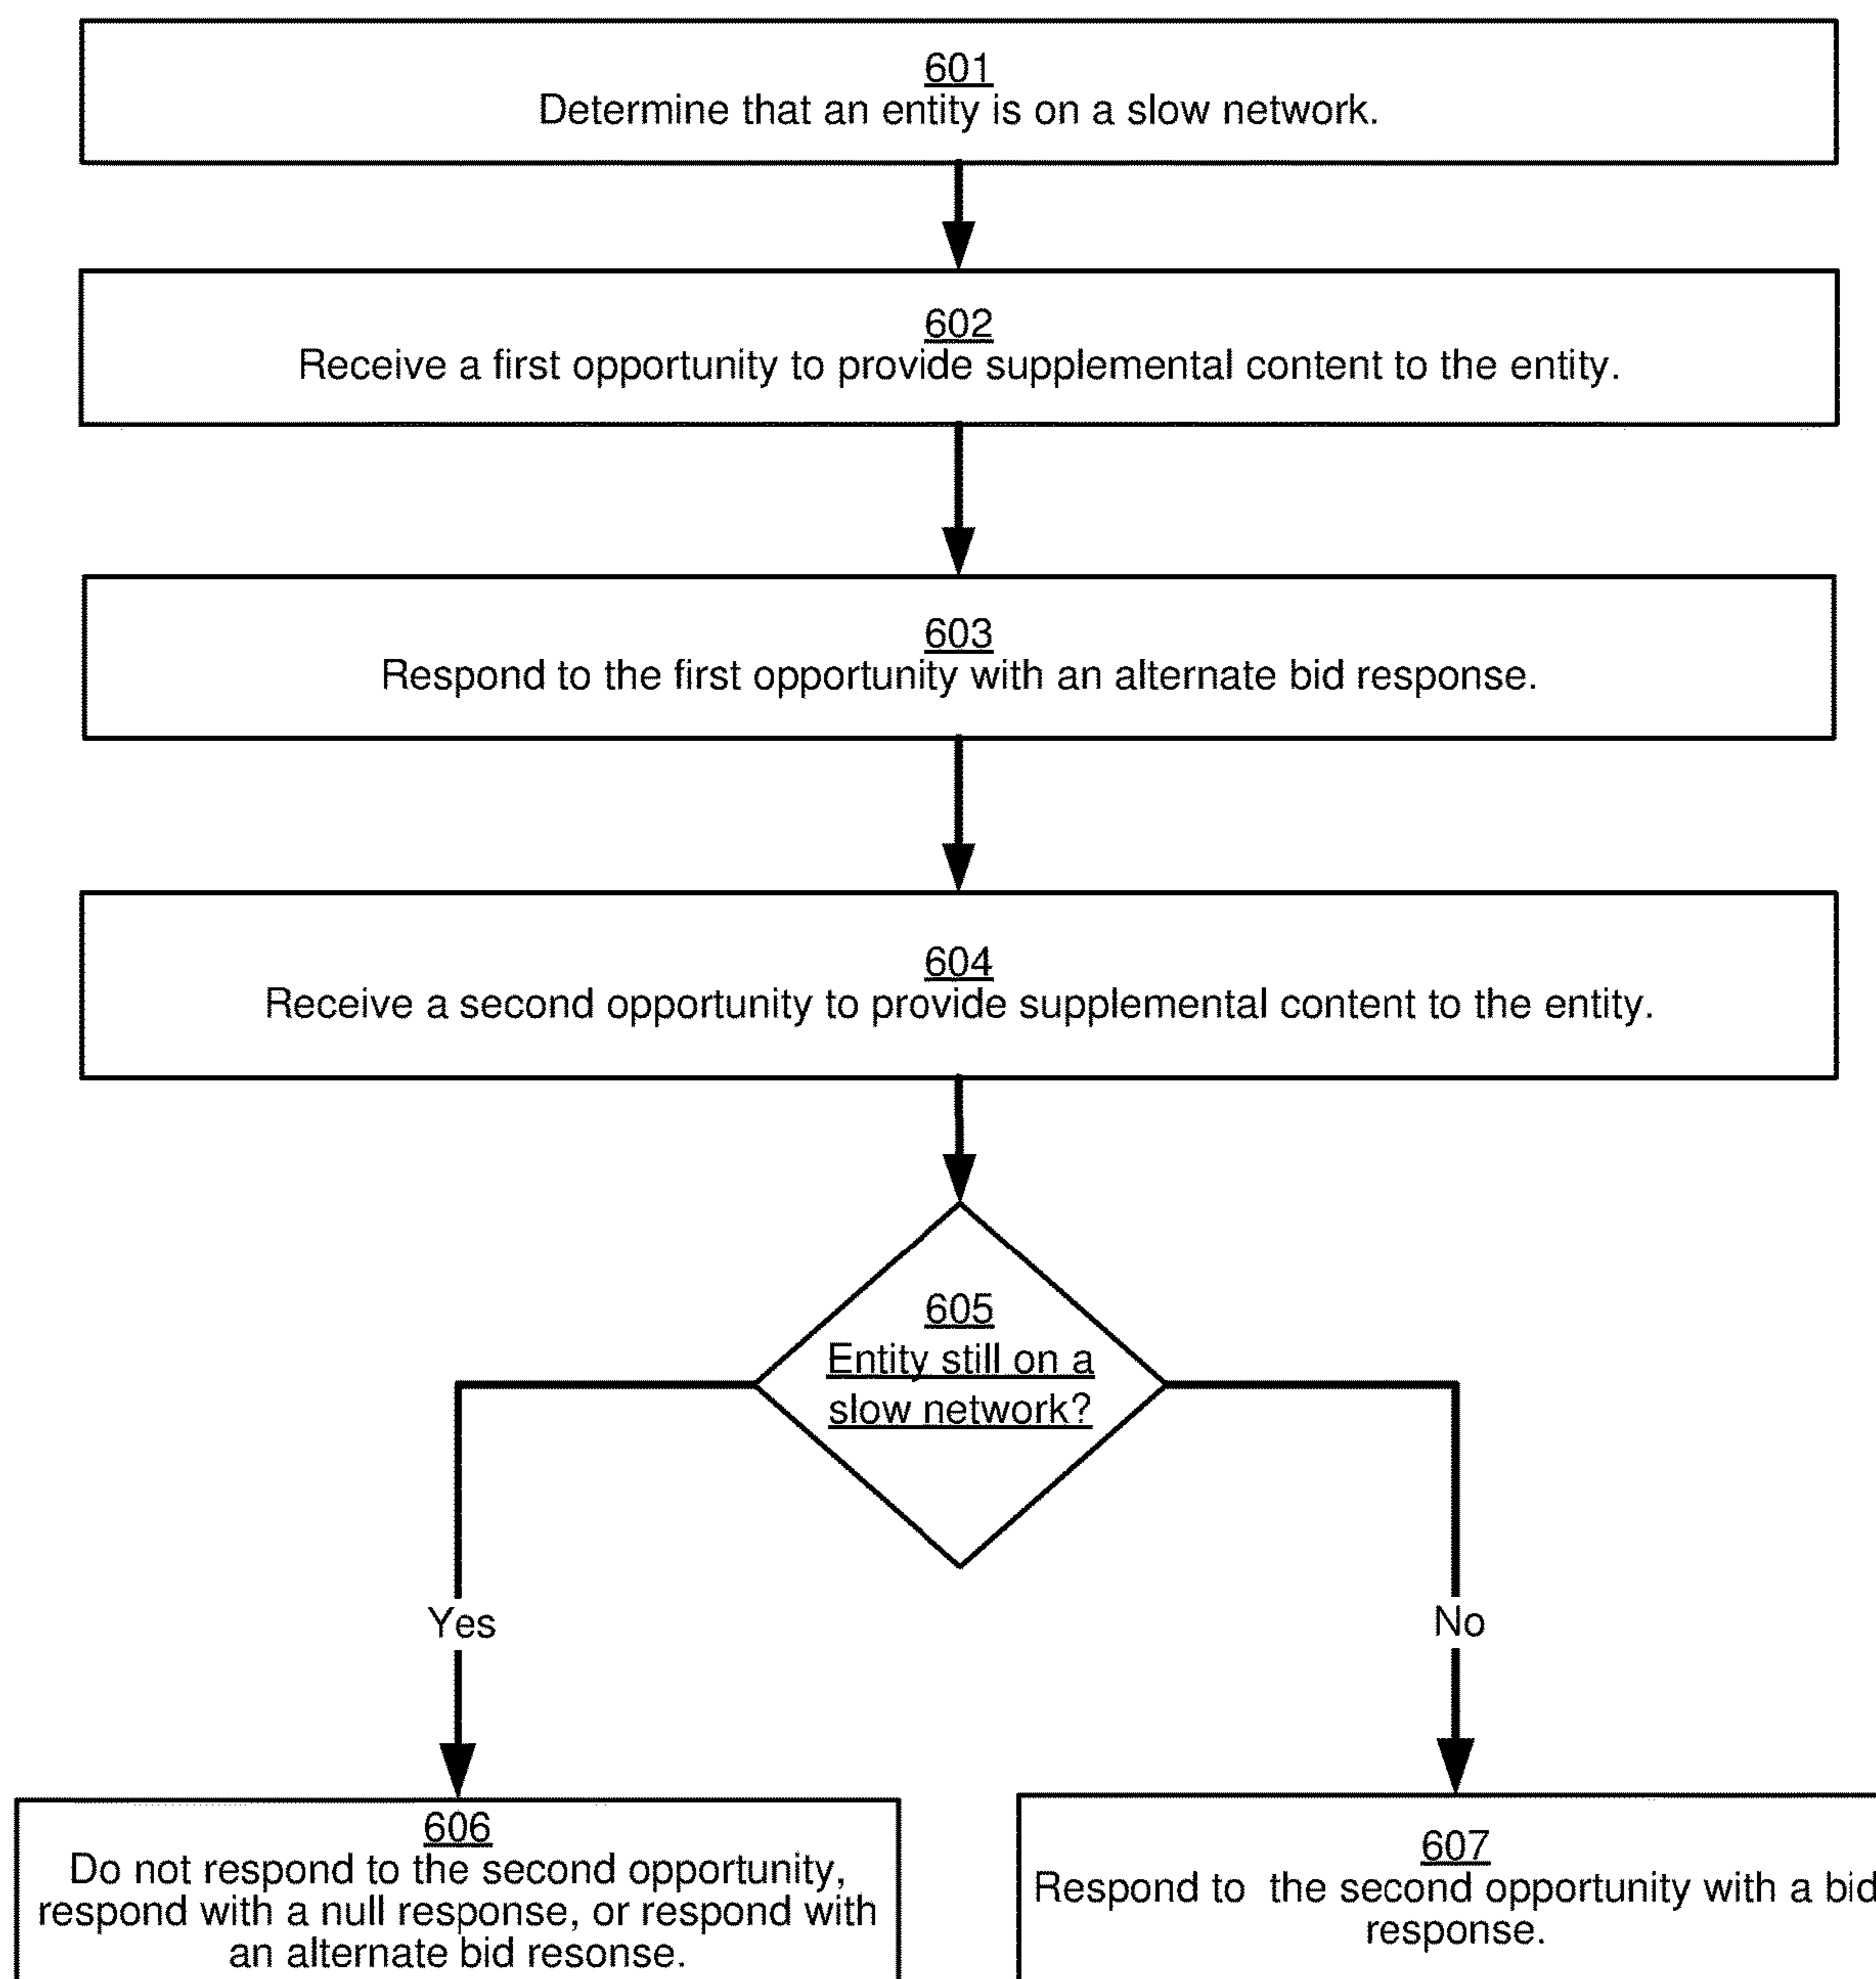 601
Determine that an entity is on a slow network.
602
Receive a first opportunity to provide supplemental content to the entity.
603
Respond to the first opportunity with an alternate bid response.
604
Receive a second opportunity to provide supplemental content to the entity.
605
Entity still on a
slow network?
Yes
No
606
Do not respond to the second opportunity,
respond with a null response, or respond with
an alternate bid resonse.
607
Respond to the second opportunity with a bid
response.